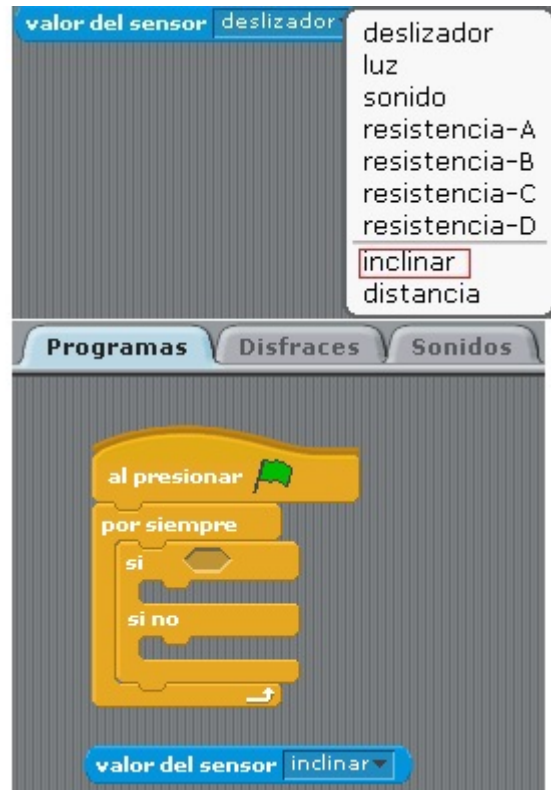 valor del sensor deslizador
deslizador
luz
sonido
resistencia-A
resistencia-B
resistencia-C
resistencia-D
inclinar
distancia
Programas Disfraces Sonidos
al presionar
por siempre
si
si no
valor del sensor inclinar